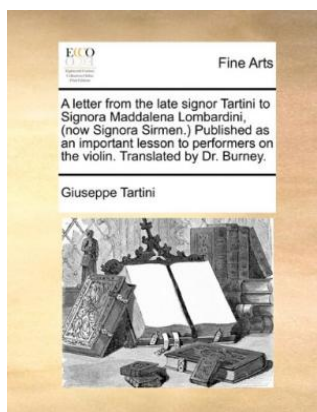 ECCO
Fine Arts
A letter from the late signor Tartini to
Signora Maddalena Lombardini,
(now Signora Sirmen.) Published as
an important lesson to performers on
the violin. Translated by Dr. Burney.
Giuseppe Tartini